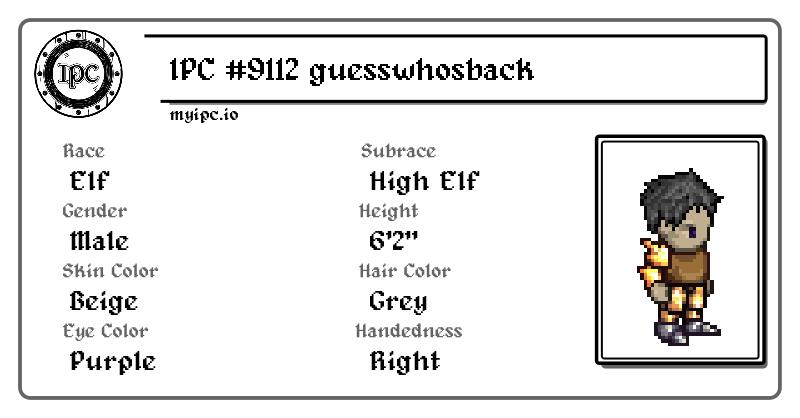 IPC
IPC #9112 guesswhosback
myipc.io
Race
Elf
Subrace
High Elf
Gender
Male
Height
6'2"
Skin Color
Beige
Hair Color
Grey
Eye Color
Purple
Handedness
Right